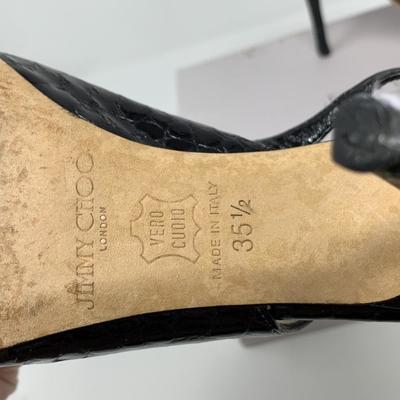 JIMMY CHOO
LONDON
VERO
CUOIO
MADE IN ITALY
35½